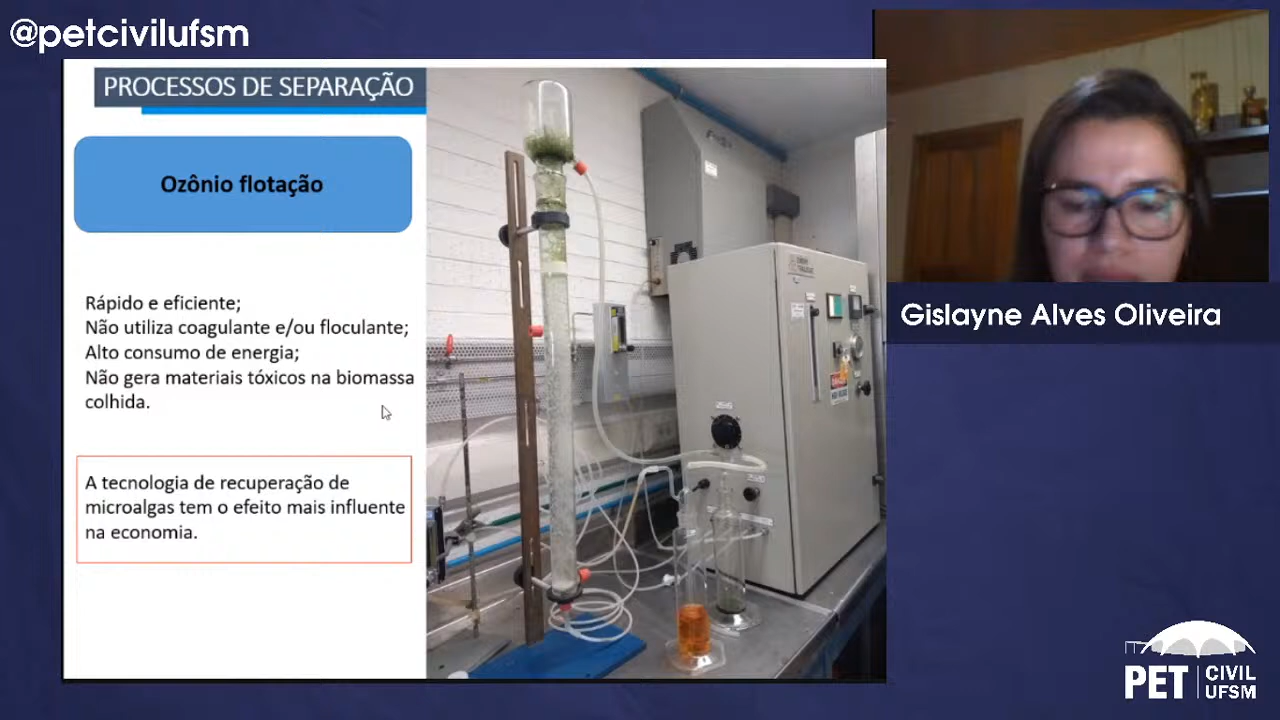 @petcivilufsm
PROCESSOS DE SEPARAÇÃO
Ozônio flotação
Rápido e eficiente;
Não utiliza coagulante e/ou floculante;
Alto consumo de energia;
Não gera materiais tóxicos na biomassa
colhida.
A tecnologia de recuperação de
microalgas tem o efeito mais influente
na economia.
Gislayne Alves Oliveira
PET
CIVIL
UFSM